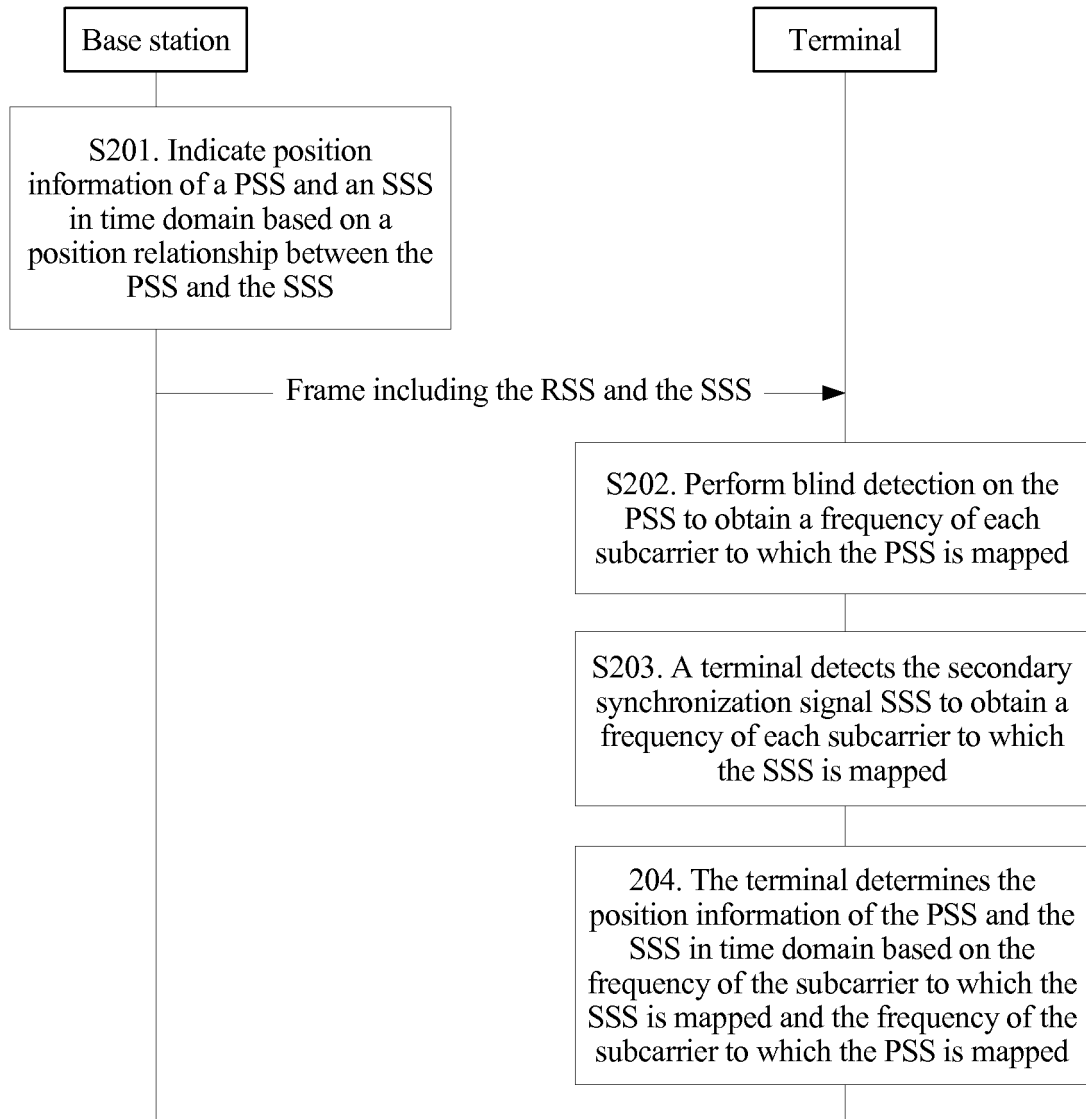 Base station
Terminal
S201. Indicate position
information of a PSS and an SSS
in time domain based on a
position relationship between the
PSS and the SSS
Frame including the RSS and the SSS
S202. Perform blind detection on the
PSS to obtain a frequency of each
subcarrier to which the PSS is mapped
S203. A terminal detects the secondary
synchronization signal SSS to obtain a
frequency of each subcarrier to which
the SSS is mapped
204. The terminal determines the
position information of the PSS and the
SSS in time domain based on the
frequency of the subcarrier to which the
SSS is mapped and the frequency of the
subcarrier to which the PSS is mapped